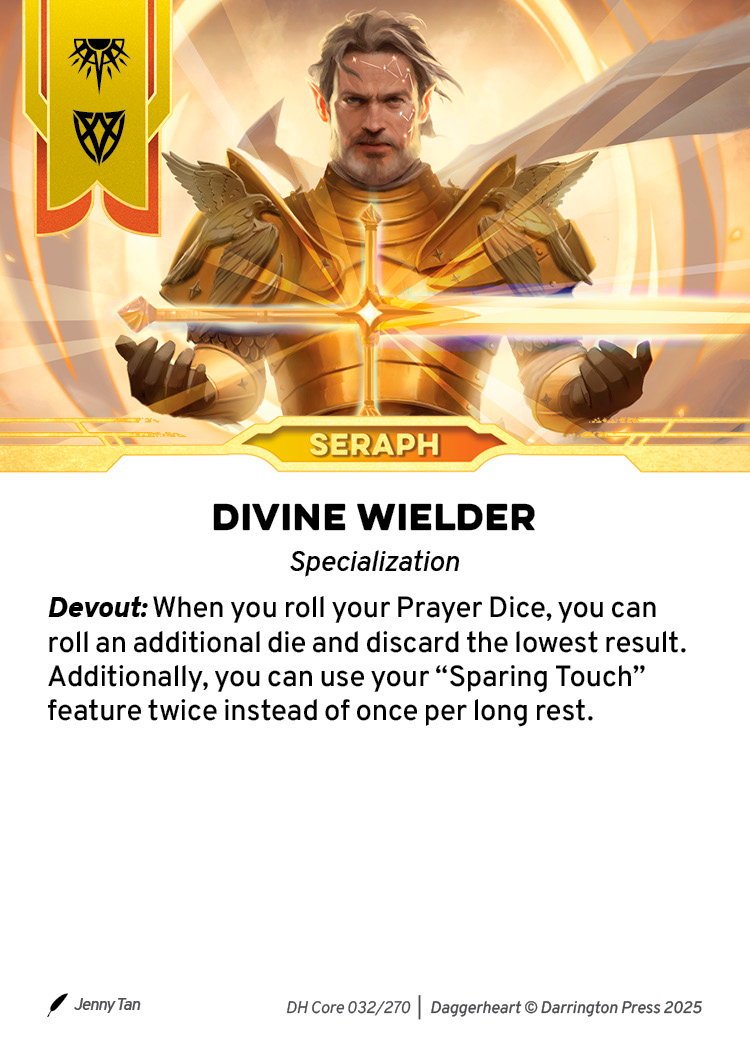 SERAPH
DIVINE WIELDER
Specialization
Devout: When you roll your Prayer Dice, you can
roll an additional die and discard the lowest result.
Additionally, you can use your “Sparing Touch”
feature twice instead of once per long rest.
Jenny Tan
DH Core 032/270 | Daggerheart © Darrington Press 2025